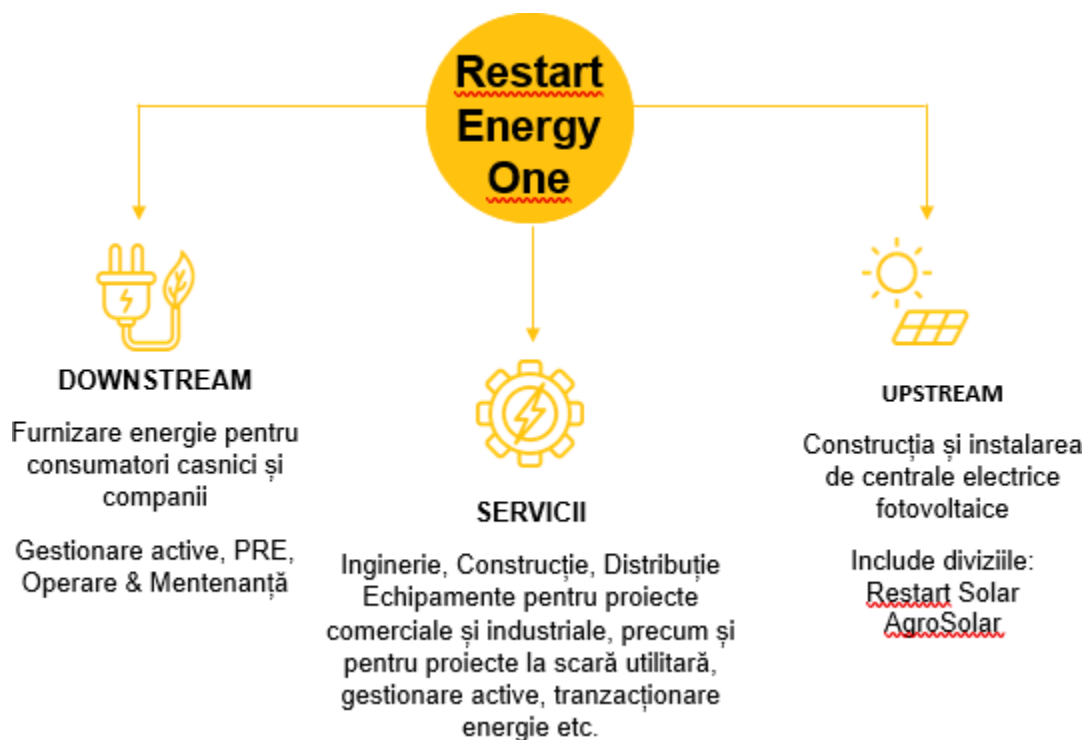 Restart
Energy
One
DOWNSTREAM
Furnizare energie pentru
consumatori casnici și
companii
Gestionare active, PRE,
Operare & Mentenanță
SERVICII
Inginerie, Construcție, Distribuție
Echipamente pentru proiecte
comerciale și industriale, precum și
pentru proiecte la scară utilitară,
gestionare active, tranzacționare
energie etc.
UPSTREAM
Construcția și instalarea
de centrale electrice
fotovoltaice
Include diviziile:
Restart Solar
AgroSolar